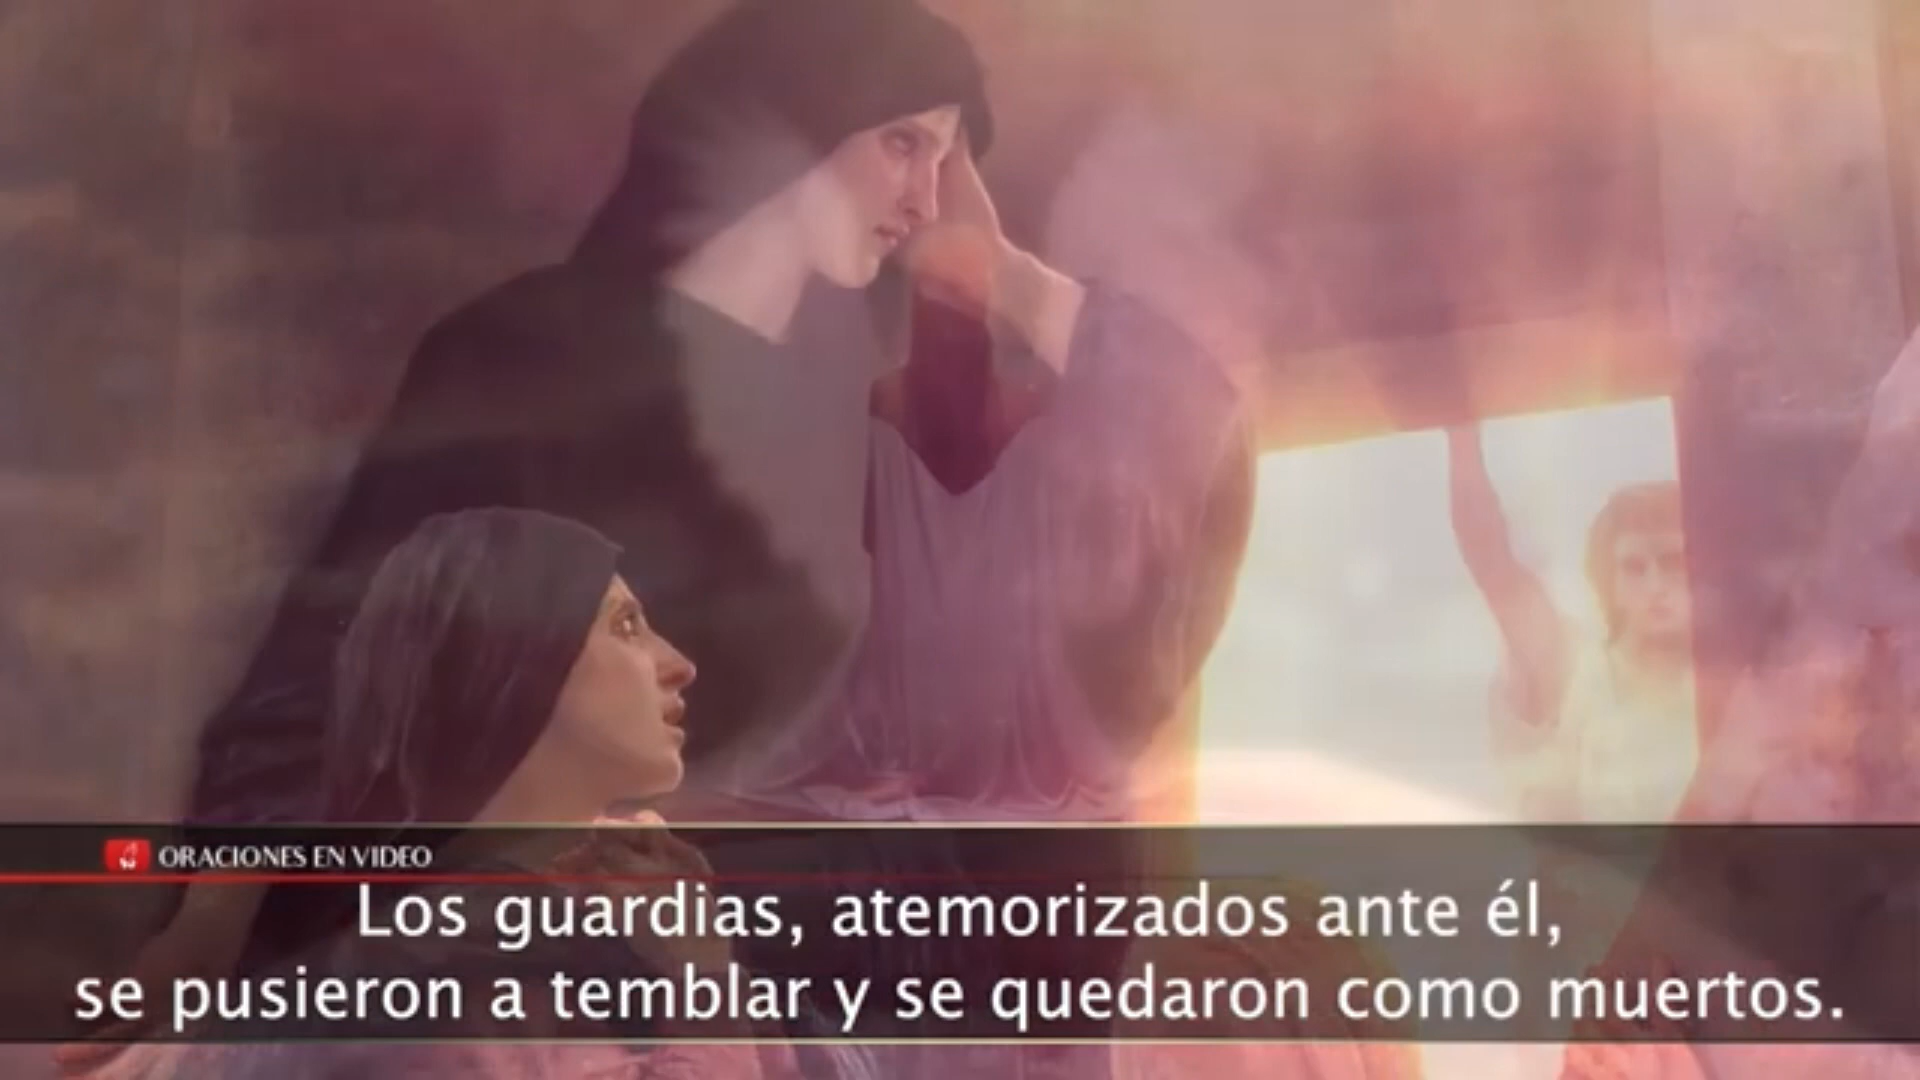 ORACIONES EN VIDEO
Los guardias, atemorizados ante él,
se pusieron a temblar y se quedaron como muertos.